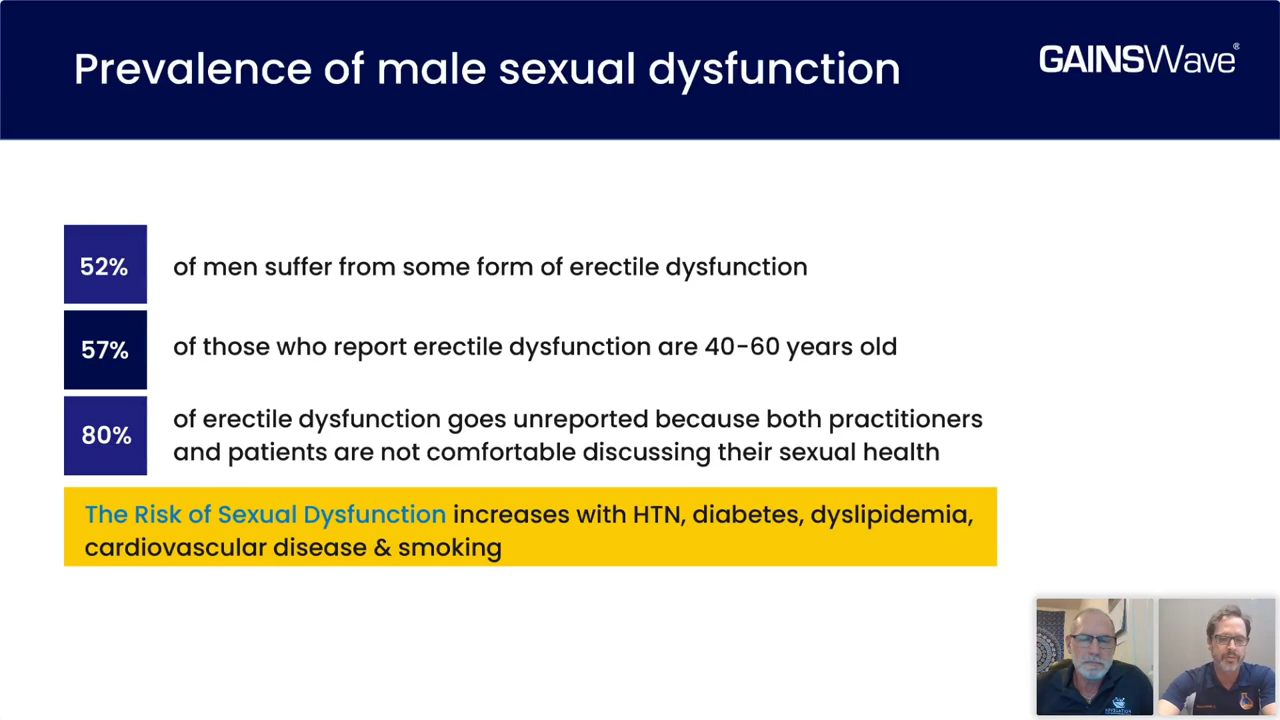 Prevalence of male sexual dysfunction
GAINSWave®
52%
of men suffer from some form of erectile dysfunction
57%
of those who report erectile dysfunction are 40-60 years old
80%
of erectile dysfunction goes unreported because both practitioners
and patients are not comfortable discussing their sexual health
The Risk of Sexual Dysfunction increases with HTN, diabetes, dyslipidemia,
cardiovascular disease & smoking